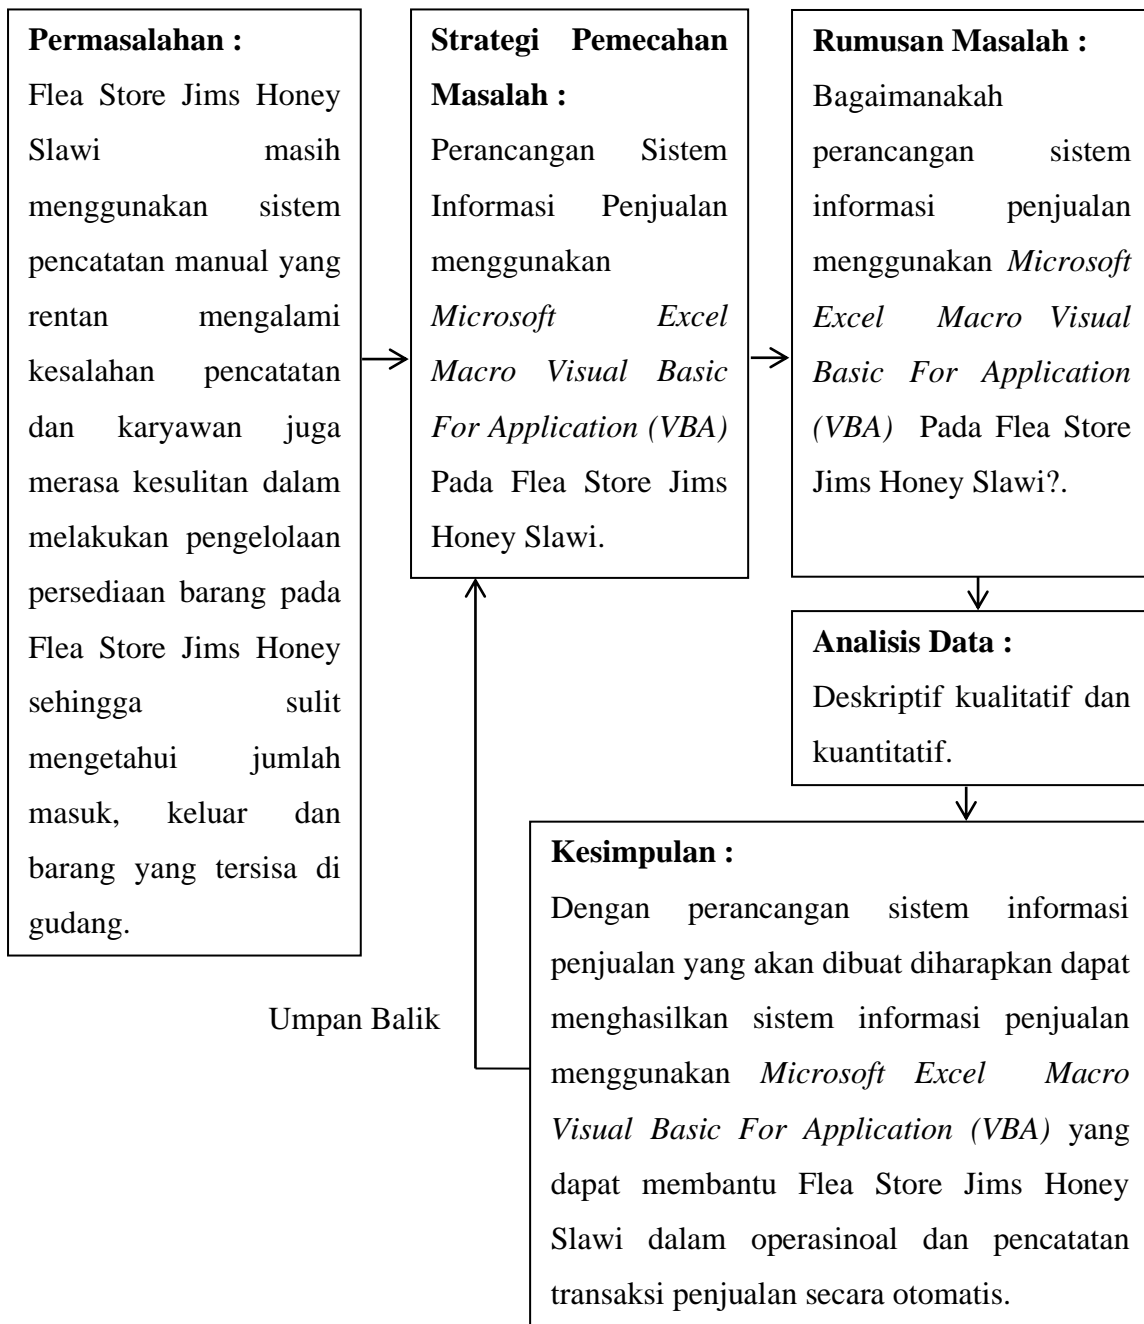 Permasalahan :
Flea Store Jims Honey
Slawi masih
menggunakan sistem
pencatatan manual yang
rentan mengalami
kesalahan pencatatan
dan karyawan juga
merasa kesulitan dalam
melakukan pengelolaan
persediaan barang pada
Flea Store Jims Honey
sehingga sulit
mengetahui jumlah
masuk, keluar dan
barang yang tersisa di
gudang.
Strategi Pemecahan
Masalah :
Perancangan Sistem
Informasi Penjualan
menggunakan
Microsoft Excel
Macro Visual Basic
For Application (VBA)
Pada Flea Store Jims
Honey Slawi.
Rumusan Masalah :
Bagaimanakah
perancangan sistem
informasi penjualan
menggunakan Microsoft
Excel Macro Visual
Basic For Application
(VBA) Pada Flea Store
Jims Honey Slawi?.
Analisis Data :
Deskriptif kualitatif dan
kuantitatif.
Kesimpulan :
Dengan perancangan sistem informasi
penjualan yang akan dibuat diharapkan dapat
menghasilkan sistem informasi penjualan
menggunakan Microsoft Excel Macro
Visual Basic For Application (VBA) yang
dapat membantu Flea Store Jims Honey
Slawi dalam operasinoal dan pencatatan
transaksi penjualan secara otomatis.
Umpan Balik